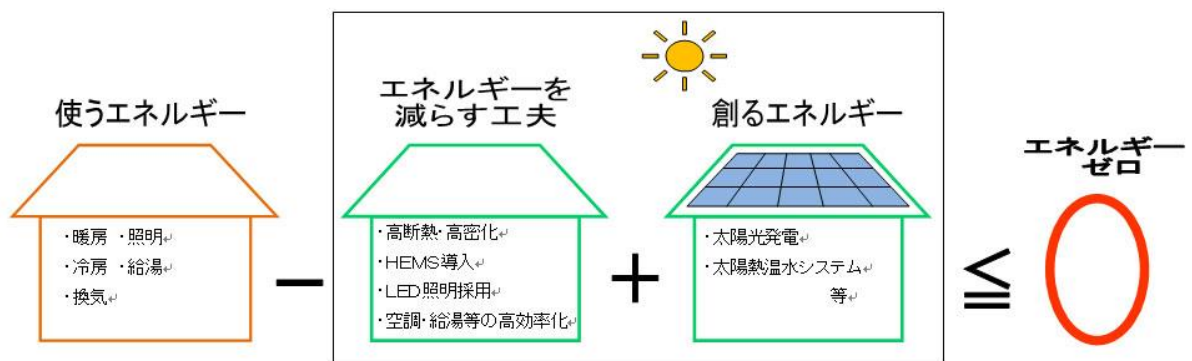 使うエネルギー
・暖房 ・照明
・冷房 ・給湯
・換気
−
エネルギーを
減らす工夫
・高断熱・高密化
・HEMS導入
・LED照明採用
・空調・給湯等の高効率化
+
創るエネルギー
・太陽光発電
・太陽熱温水システム
等
≦
エネルギー
ゼロ
0